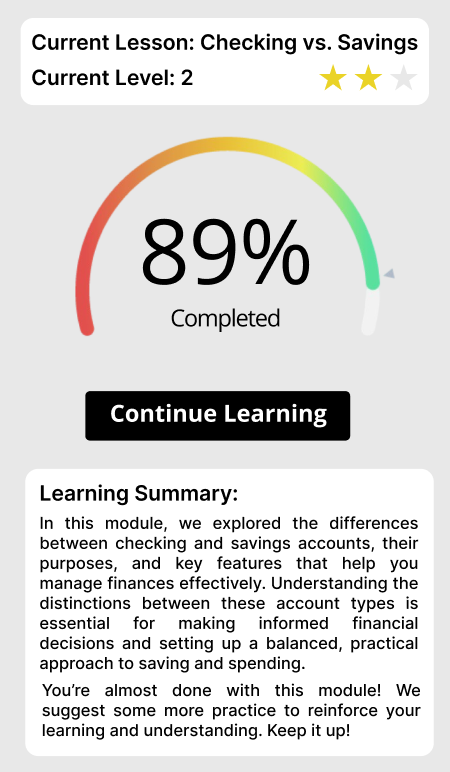 Current Lesson: Checking vs. Savings
Current Level: 2
89%
Completed
Continue Learning
Learning Summary:
In this module, we explored the differences
between checking and savings accounts, their
purposes, and key features that help you
manage finances effectively. Understanding the
distinctions between these account types is
essential for making informed financial
decisions and setting up a balanced, practical
approach to saving and spending.
You’re almost done with this module! We
suggest some more practice to reinforce your
learning and understanding. Keep it up!